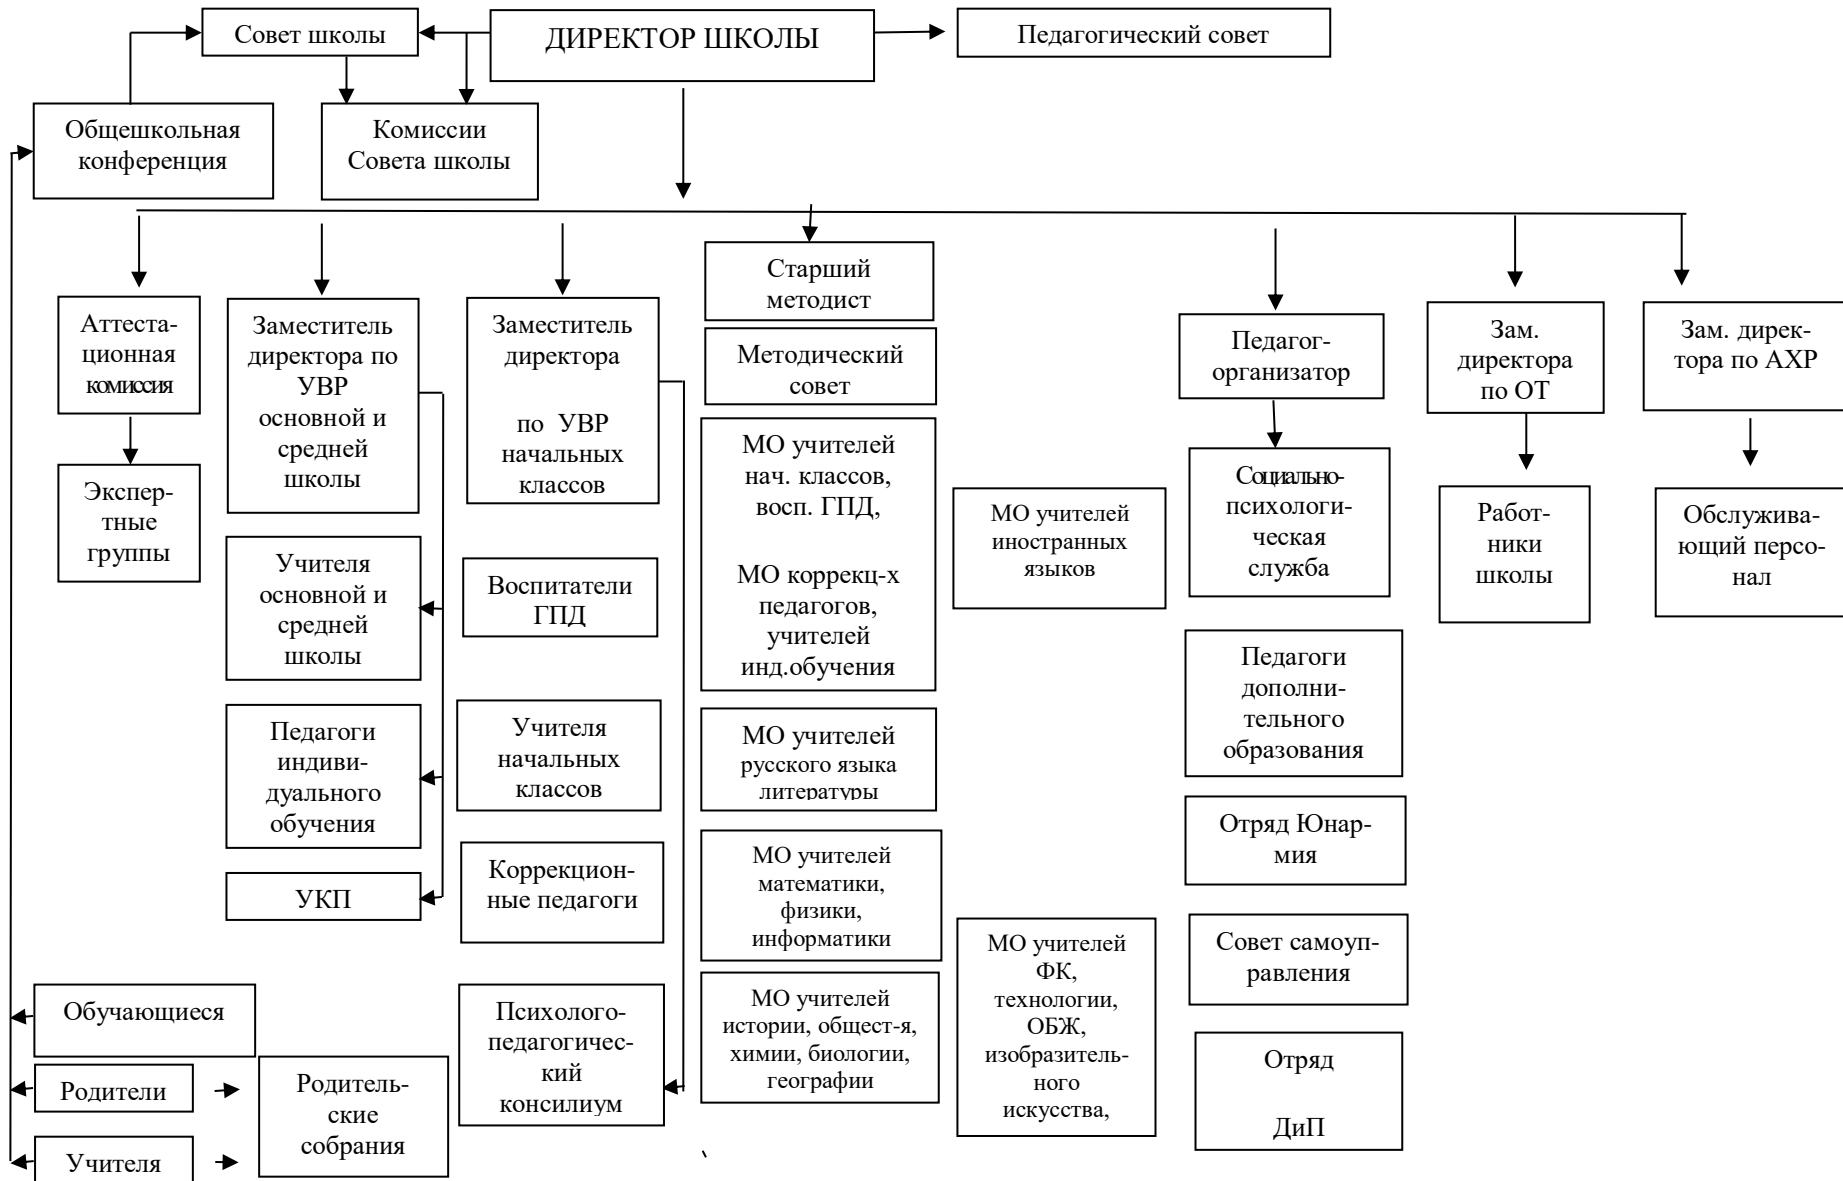 Совет школы
ДИРЕКТОР ШКОЛЫ
Педагогический совет
Общешкольная
конференция
Комиссии
Совета школы
Аттеста-
ционная
комиссия
Экспер-
тные
группы
Заместитель
директора по
УВР
основной и
средней
школы
Учителя
основной и
средней
школы
Педагоги
индиви-
дуального
обучения
УКП
Заместитель
директора
по УВР
начальных
классов
Воспитатели
ГПД
Учителя
начальных
классов
Коррекцион-
ные педагоги
Психолого-
педагогичес-
кий
консилиум
Старший
методист
Методический
совет
МО учителей
нач. классов,
восп. ГПД,
МО коррекц-х
педагогов,
учителей
инд.обучения
МО учителей
русского языка
литературы
МО учителей
математики,
физики,
информатики
МО учителей
истории, общест-я,
химии, биологии,
географии
МО учителей
иностранных
языков
МО учителей
ФК,
технологии,
ОБЖ,
изобразитель-
ного
искусства,
Педагог-
организатор
Социально-
психологи-
ческая
служба
Педагоги
дополни-
тельного
образования
Отряд Юнар-
мия
Совет самоуп-
равления
Отряд
ДиП
Зам.
директора
по ОТ
Работ-
ники
школы
Зам. дирек-
тора по АХР
Обслужива-
ющий персо-
нал
Обучающиеся
Родители
Учителя
Родитель-
ские
собрания